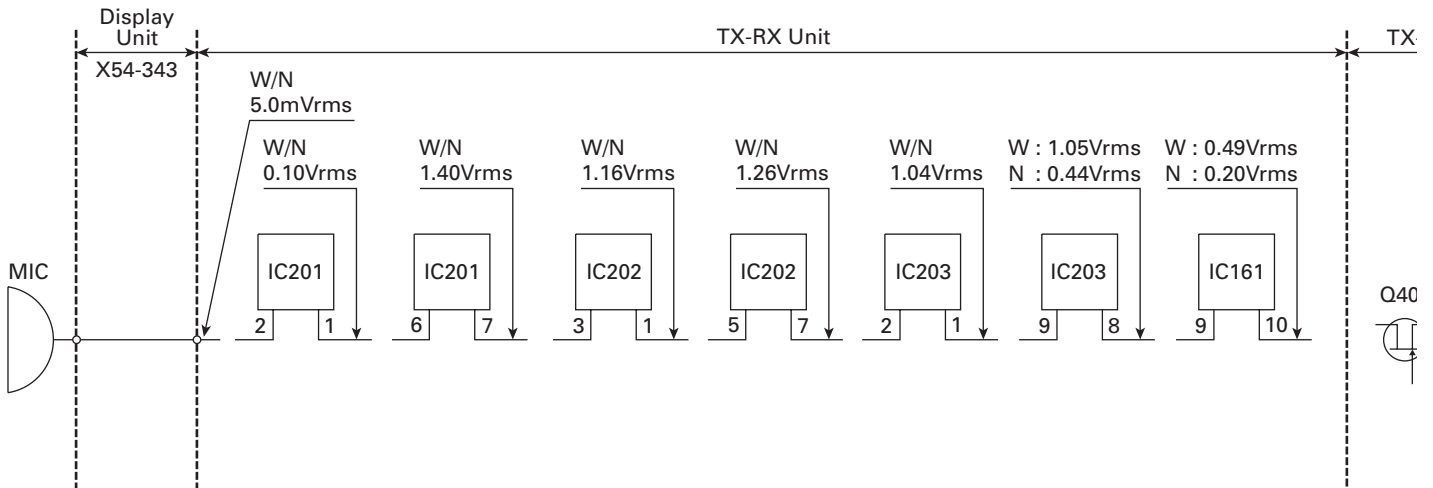 Display
Unit
X54-343
TX-RX Unit
TX-
W/N
5.0mVrms
W/N
0.10Vrms
W/N
1.40Vrms
W/N
1.16Vrms
W/N
1.26Vrms
W/N
1.04Vrms
W : 1.05Vrms
N : 0.44Vrms
W : 0.49Vrms
N : 0.20Vrms
MIC
IC201
IC201
IC202
IC202
IC203
IC203
IC161
Q40
2 1
6 7
3 1
5 7
2 1
9 8
9 10